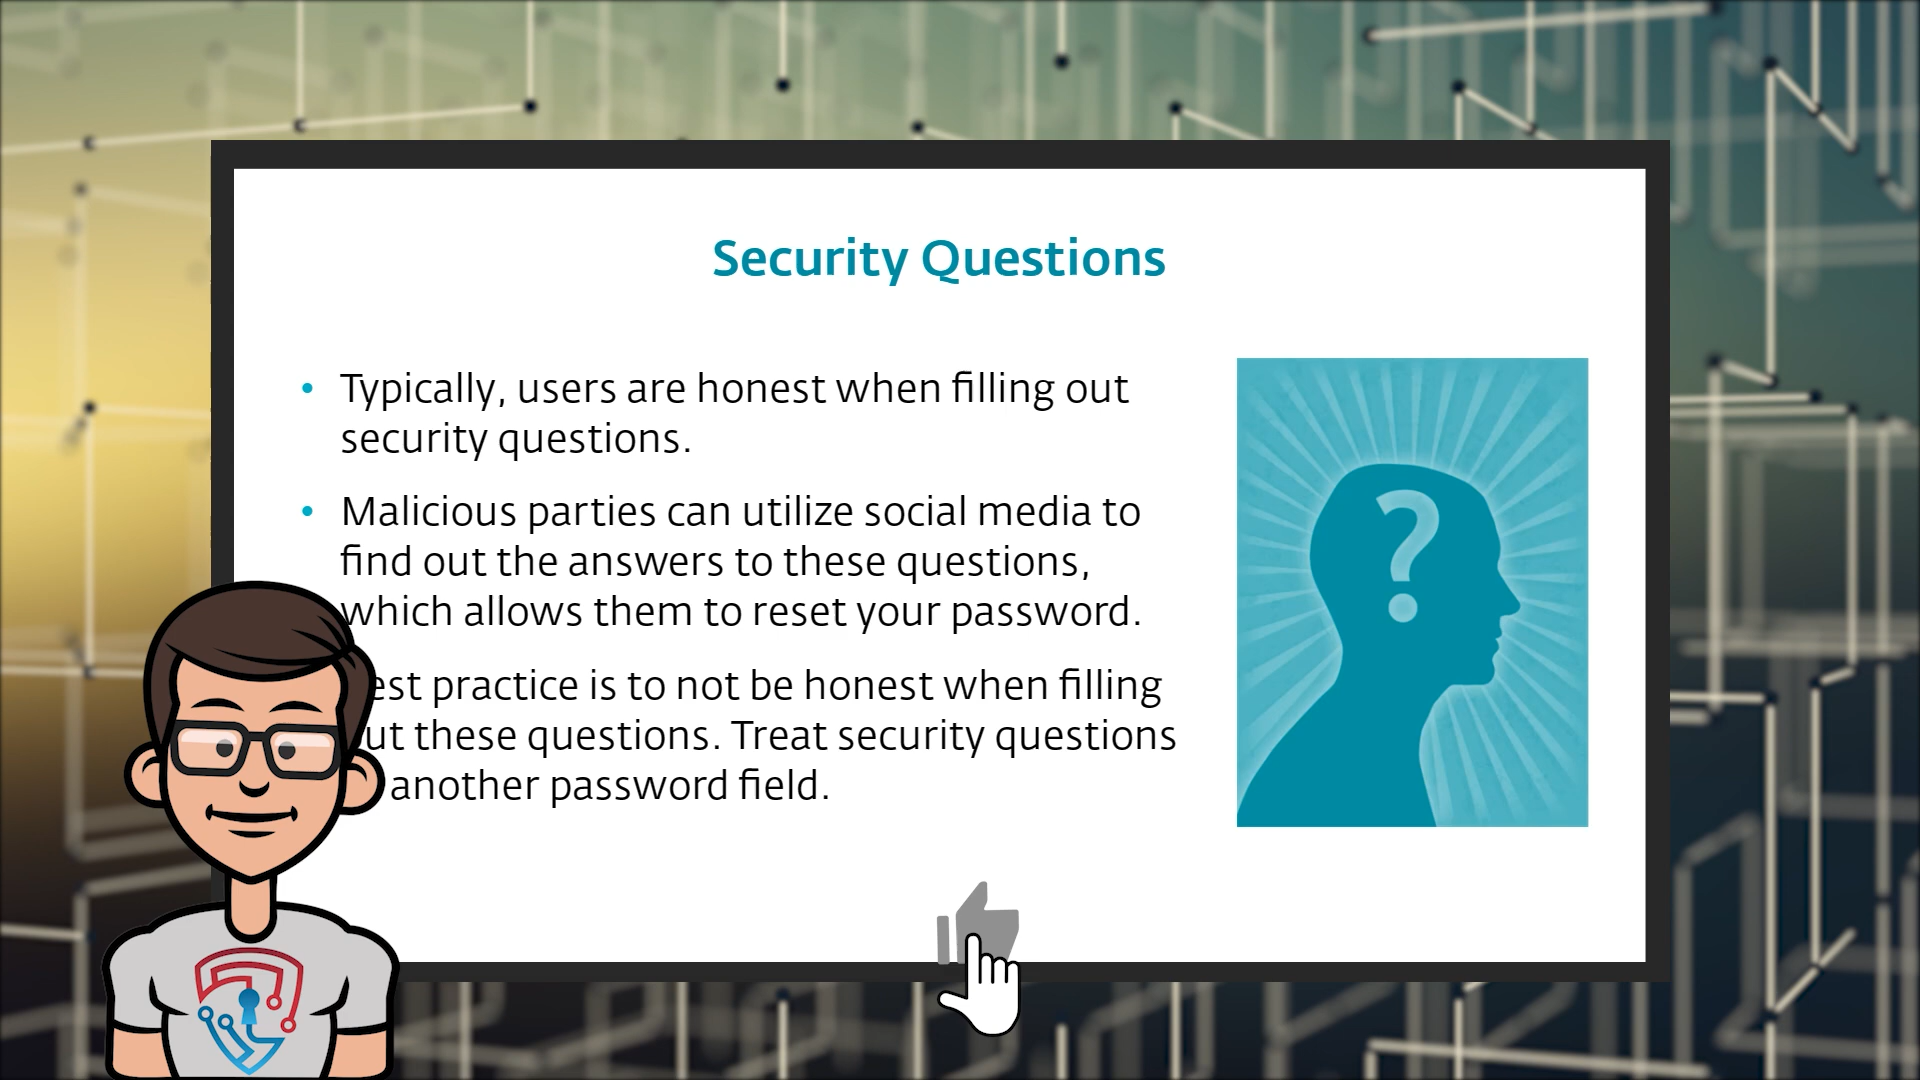 Security Questions
• Typically, users are honest when filling out
security questions.
• Malicious parties can utilize social media to
find out the answers to these questions,
which allows them to reset your password.
est practice is to not be honest when filling
ut these questions. Treat security questions
another password field.
?